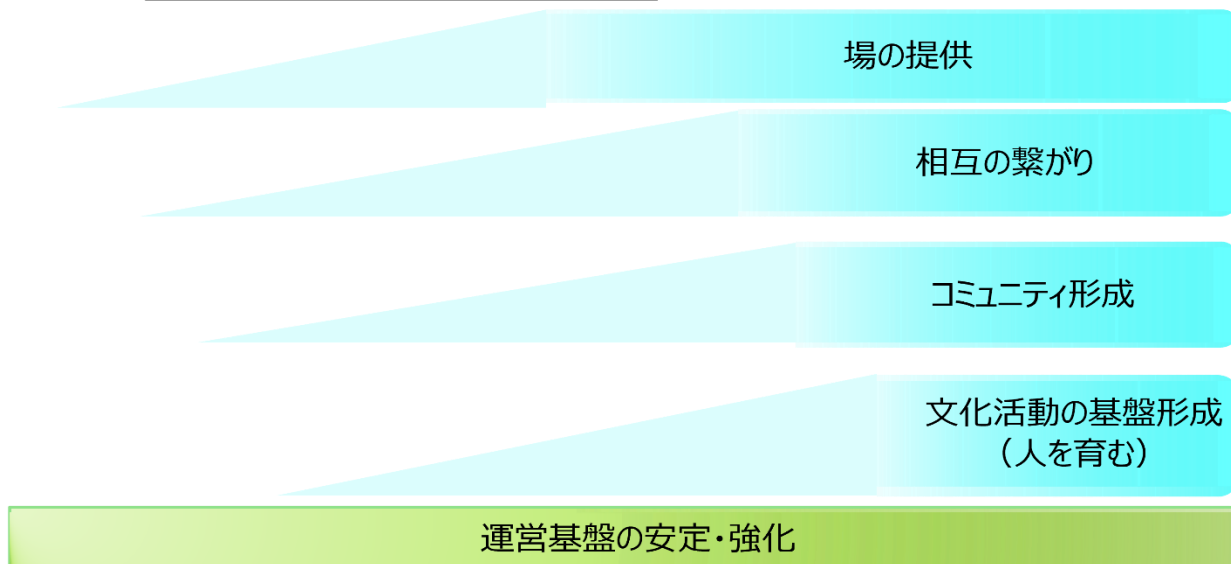 場の提供
相互の繋がり
コミュニティ形成
文化活動の基盤形成
（人を育む）
運営基盤の安定・強化